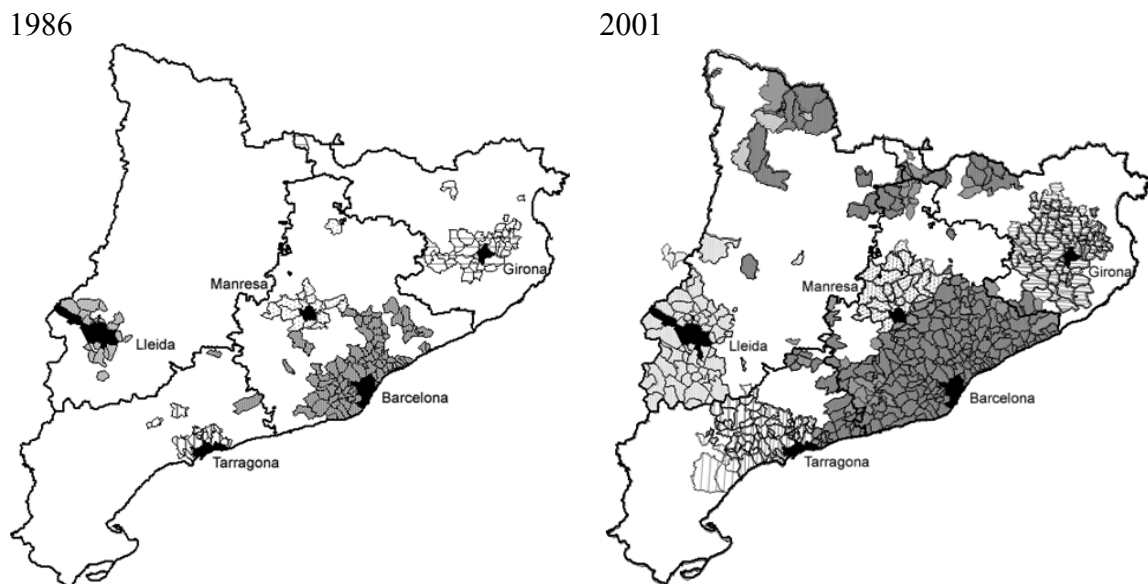 1986
2001
Manresa
Girona
Lleida
Barcelona
Tarragona
Manresa
Girona
Lleida
Barcelona
Tarragona